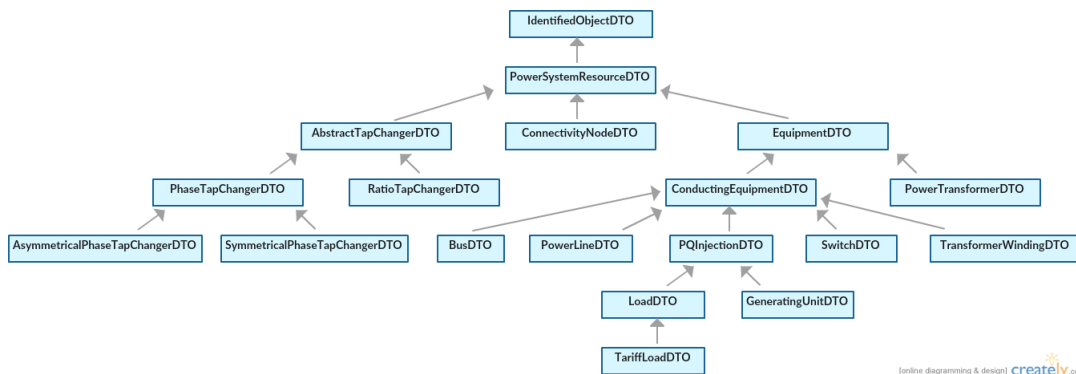 IdentifiedObjectDTO
PowerSystemResourceDTO
AbstractTapChangerDTO
ConnectivityNodeDTO
EquipmentDTO
PhaseTapChangerDTO
RatioTapChangerDTO
ConductingEquipmentDTO
PowerTransformerDTO
AsymmetricalPhaseTapChangerDTO
SymmetricalPhaseTapChangerDTO
BusDTO
PowerLineDTO
PQInjectionDTO
SwitchDTO
TransformerWindingDTO
LoadDTO
GeneratingUnitDTO
TariffLoadDTO
[online diagramming & design] creately.co